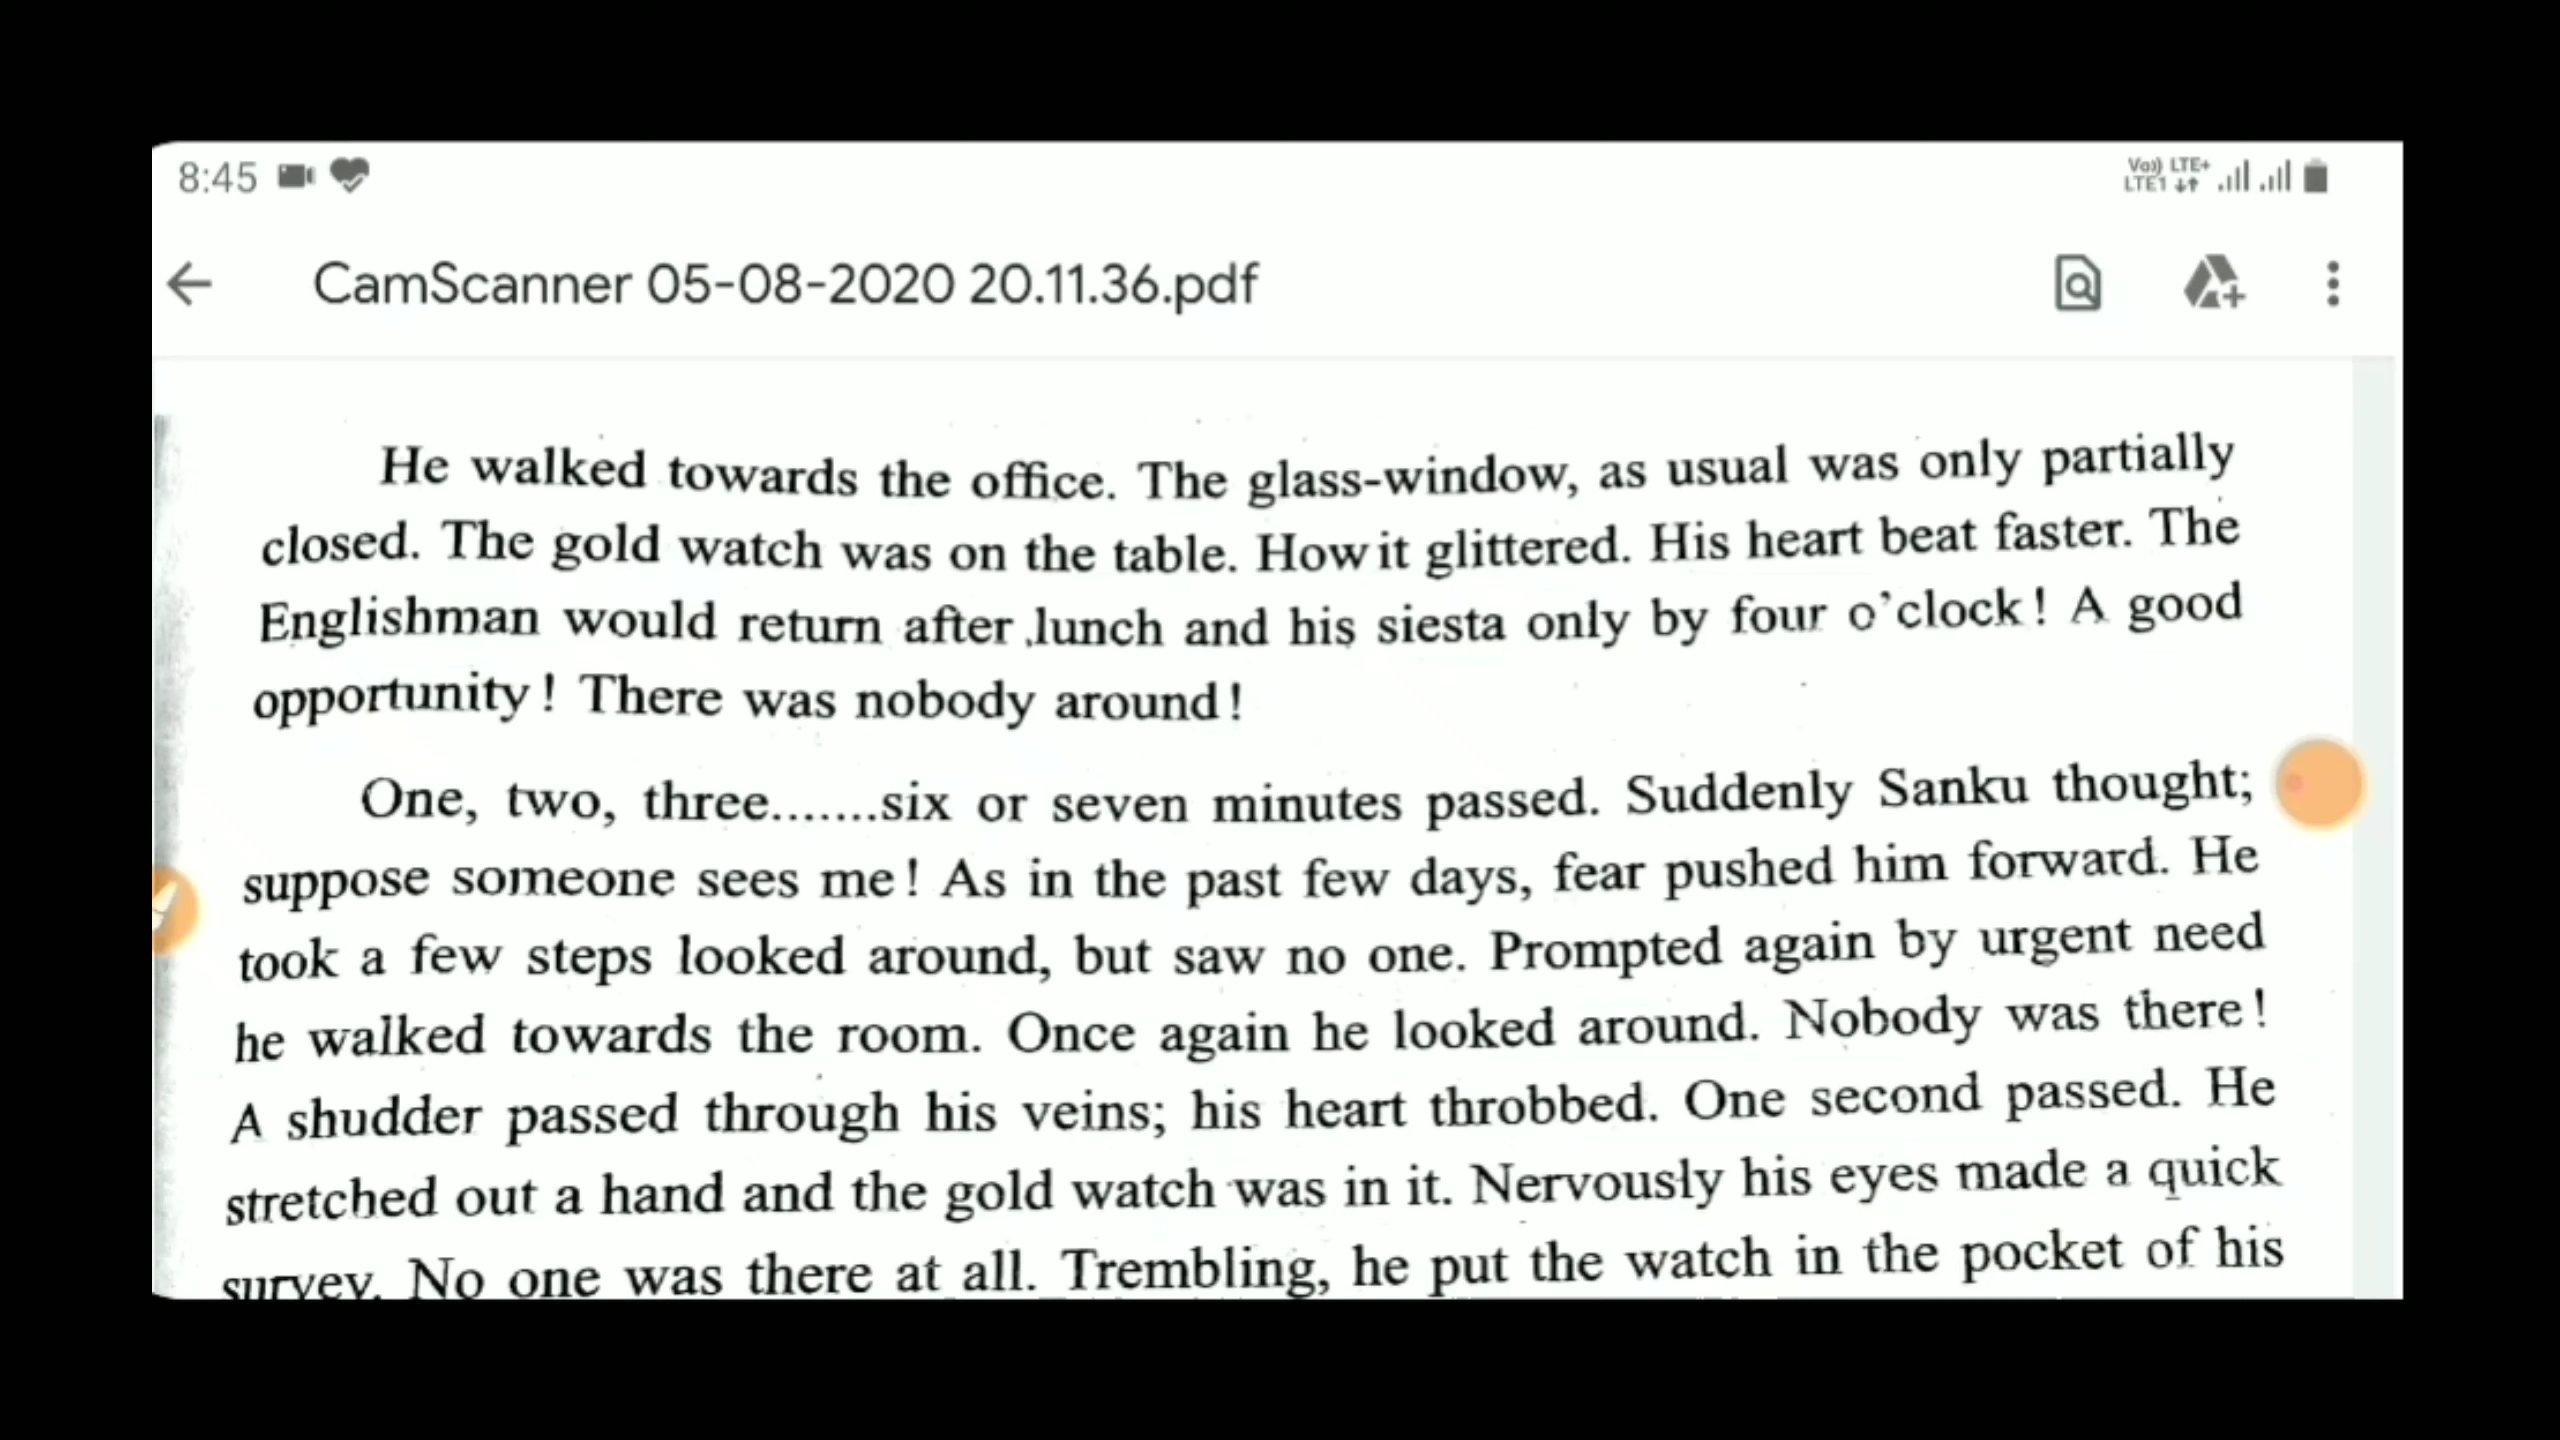 8:45
Vo)) LTE+
LTE1
CamScanner 05-08-2020 20.11.36.pdf
He walked towards the office. The glass-window, as usual was only partially
closed. The gold watch was on the table. How it glittered. His heart beat faster. The
Englishman would return after lunch and his siesta only by four o'clock! A good
opportunity! There was nobody around!
One, two, three.......six or seven minutes passed. Suddenly Sanku thought;
suppose someone sees me! As in the past few days, fear pushed him forward. He
took a few steps looked around, but saw no one. Prompted again by urgent need
he walked towards the room. Once again he looked around. Nobody was there!
A shudder passed through his veins; his heart throbbed. One second passed. He
stretched out a hand and the gold watch was in it. Nervously his eyes made a quick
survey. No one was there at all. Trembling, he put the watch in the pocket of his